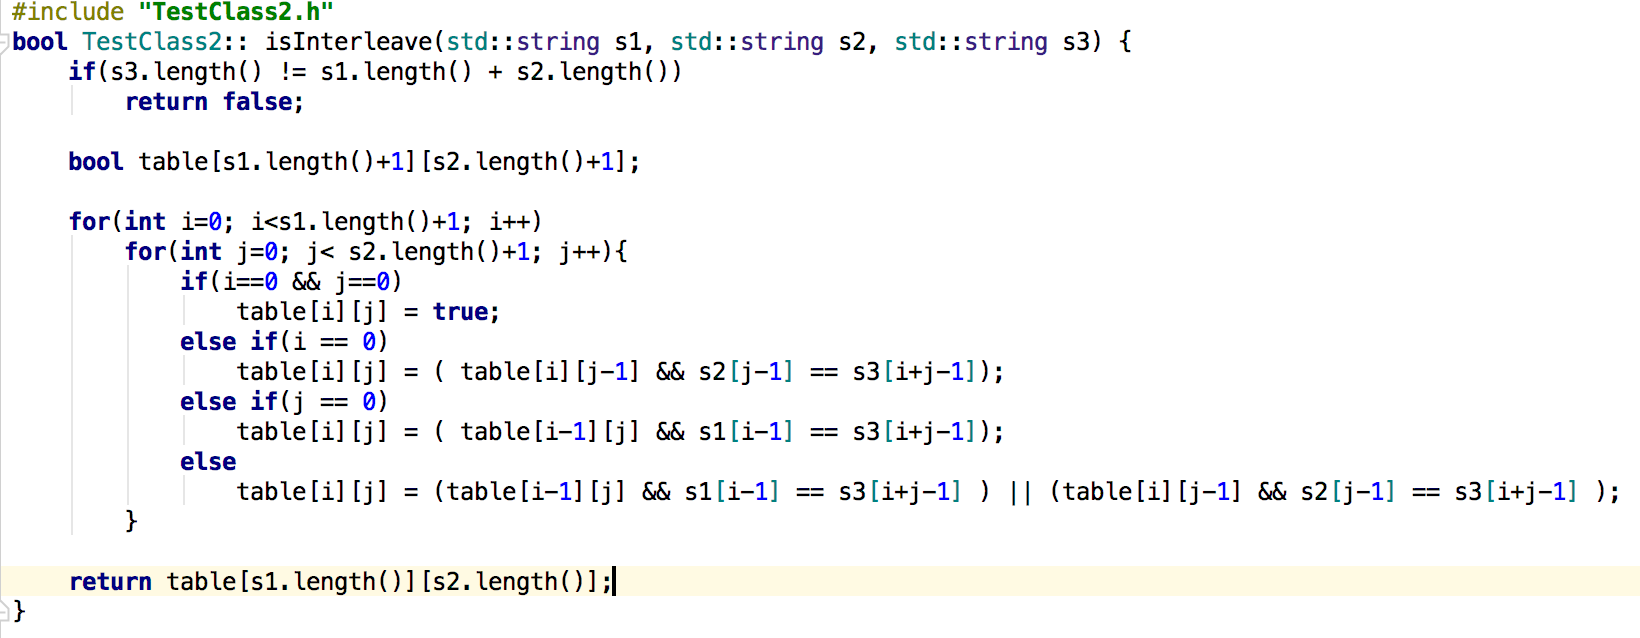 #include "TestClass2.h"
bool TestClass2:: isInterleave(std::string s1, std::string s2, std::string s3) {
    if(s3.length() != s1.length() + s2.length())
        return false;

    bool table[s1.length()+1][s2.length()+1];

    for(int i=0; i<s1.length()+1; i++)
        for(int j=0; j< s2.length()+1; j++){
            if(i==0 && j==0)
                table[i][j] = true;
            else if(i == 0)
                table[i][j] = ( table[i][j-1] && s2[j-1] == s3[i+j-1]);
            else if(j == 0)
                table[i][j] = ( table[i-1][j] && s1[i-1] == s3[i+j-1]);
            else
                table[i][j] = (table[i-1][j] && s1[i-1] == s3[i+j-1] ) || (table[i][j-1] && s2[j-1] == s3[i+j-1] );
        }

    return table[s1.length()][s2.length()];
}